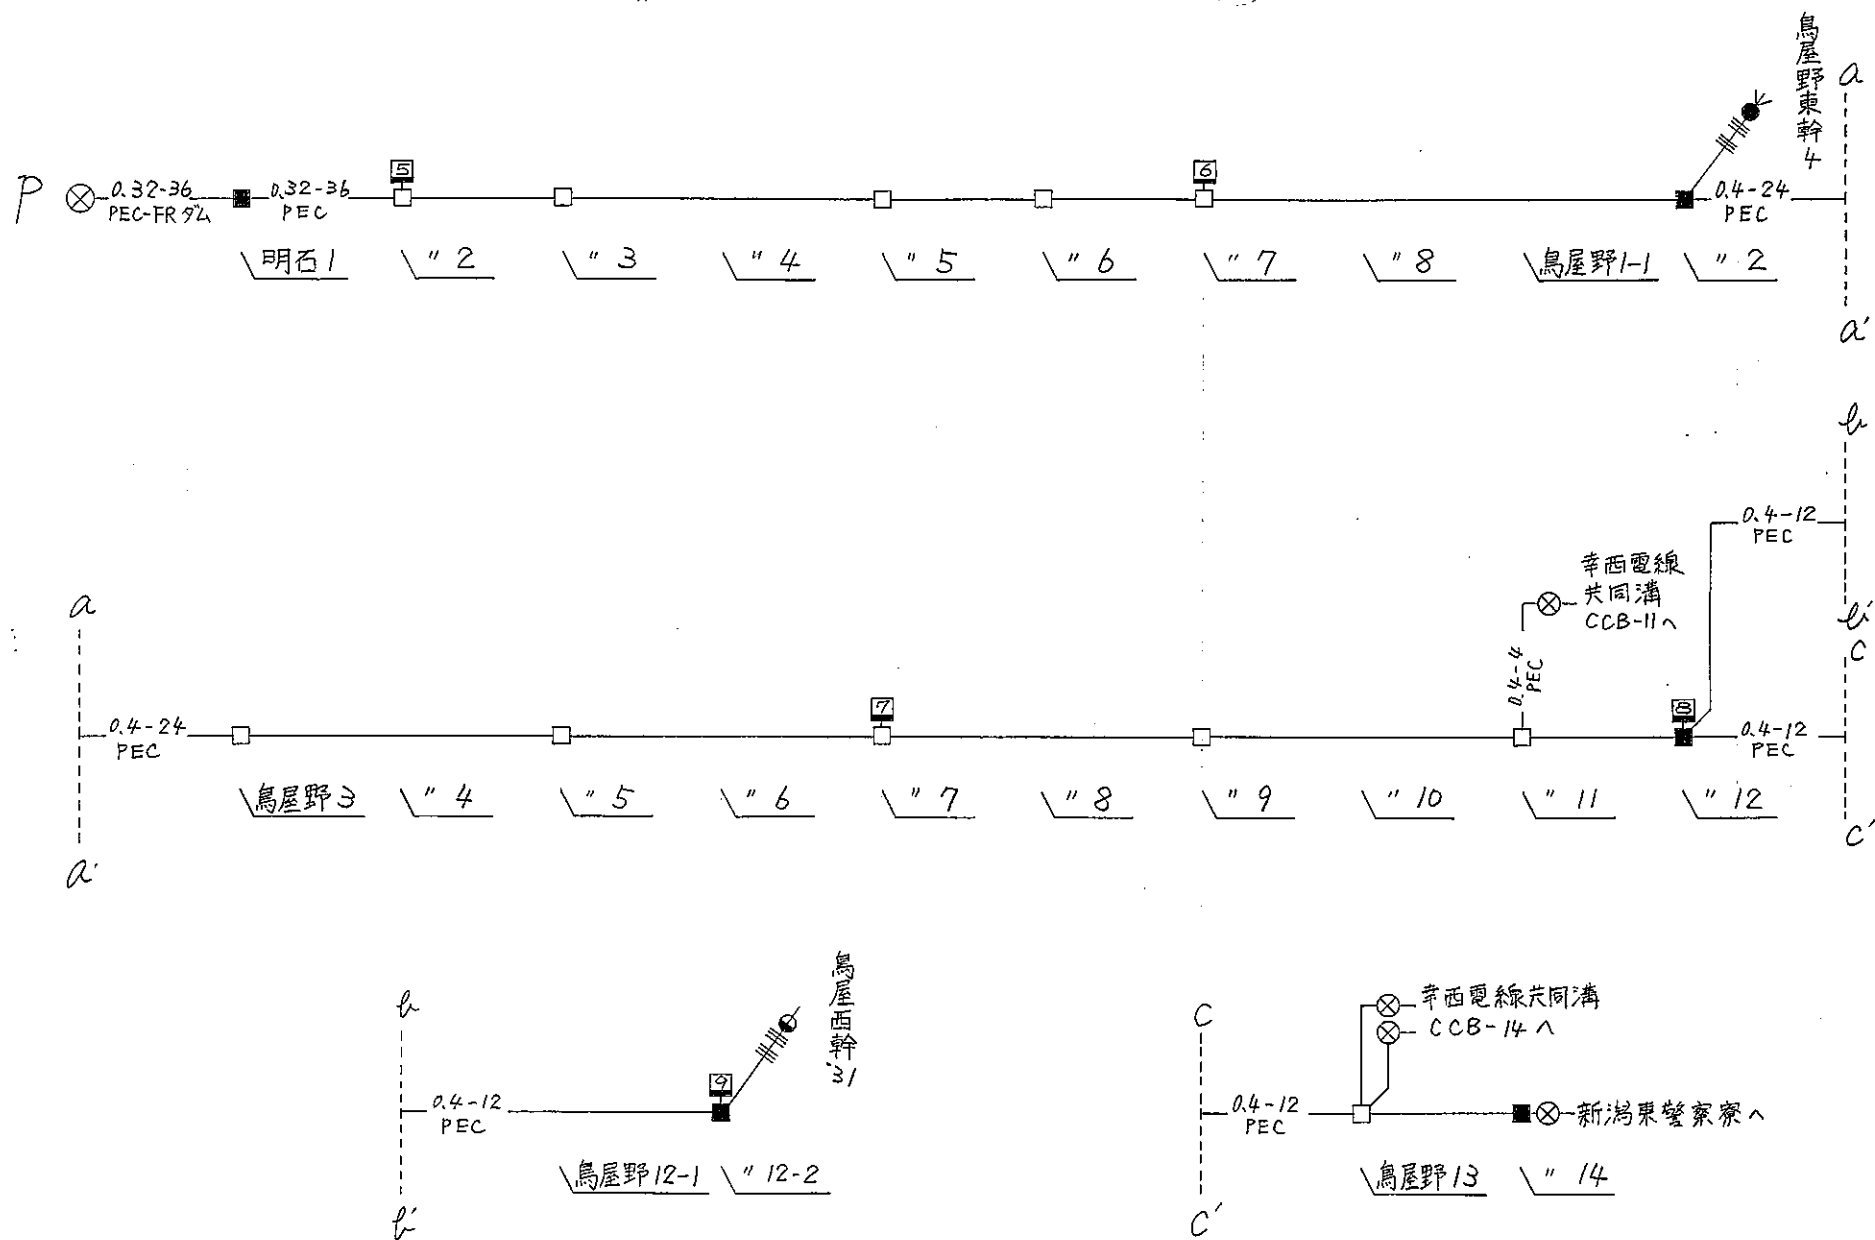 鳥屋野東幹4
a
P
0.32-36
PEC-FRダム
0.32-36
PEC
5
6
0.4-24
PEC
明石1
〃2
〃3
〃4
〃5
〃6
〃7
〃8
鳥屋野1-1
〃2
a'
b
0.4-12
PEC
幸西電線
共同溝
CCB-11へ
b'
a
c
0.4-4
PEC
0.4-24
PEC
7
8
0.4-12
PEC
鳥屋野3
〃4
〃5
〃6
〃7
〃8
〃9
〃10
〃11
〃12
a'
c'
鳥屋西幹31
b
0.4-12
PEC
9
鳥屋野12-1
〃12-2
b'
c
幸西電線共同溝
CCB-14へ
0.4-12
PEC
新潟東警察寮へ
鳥屋野13
〃14
c'